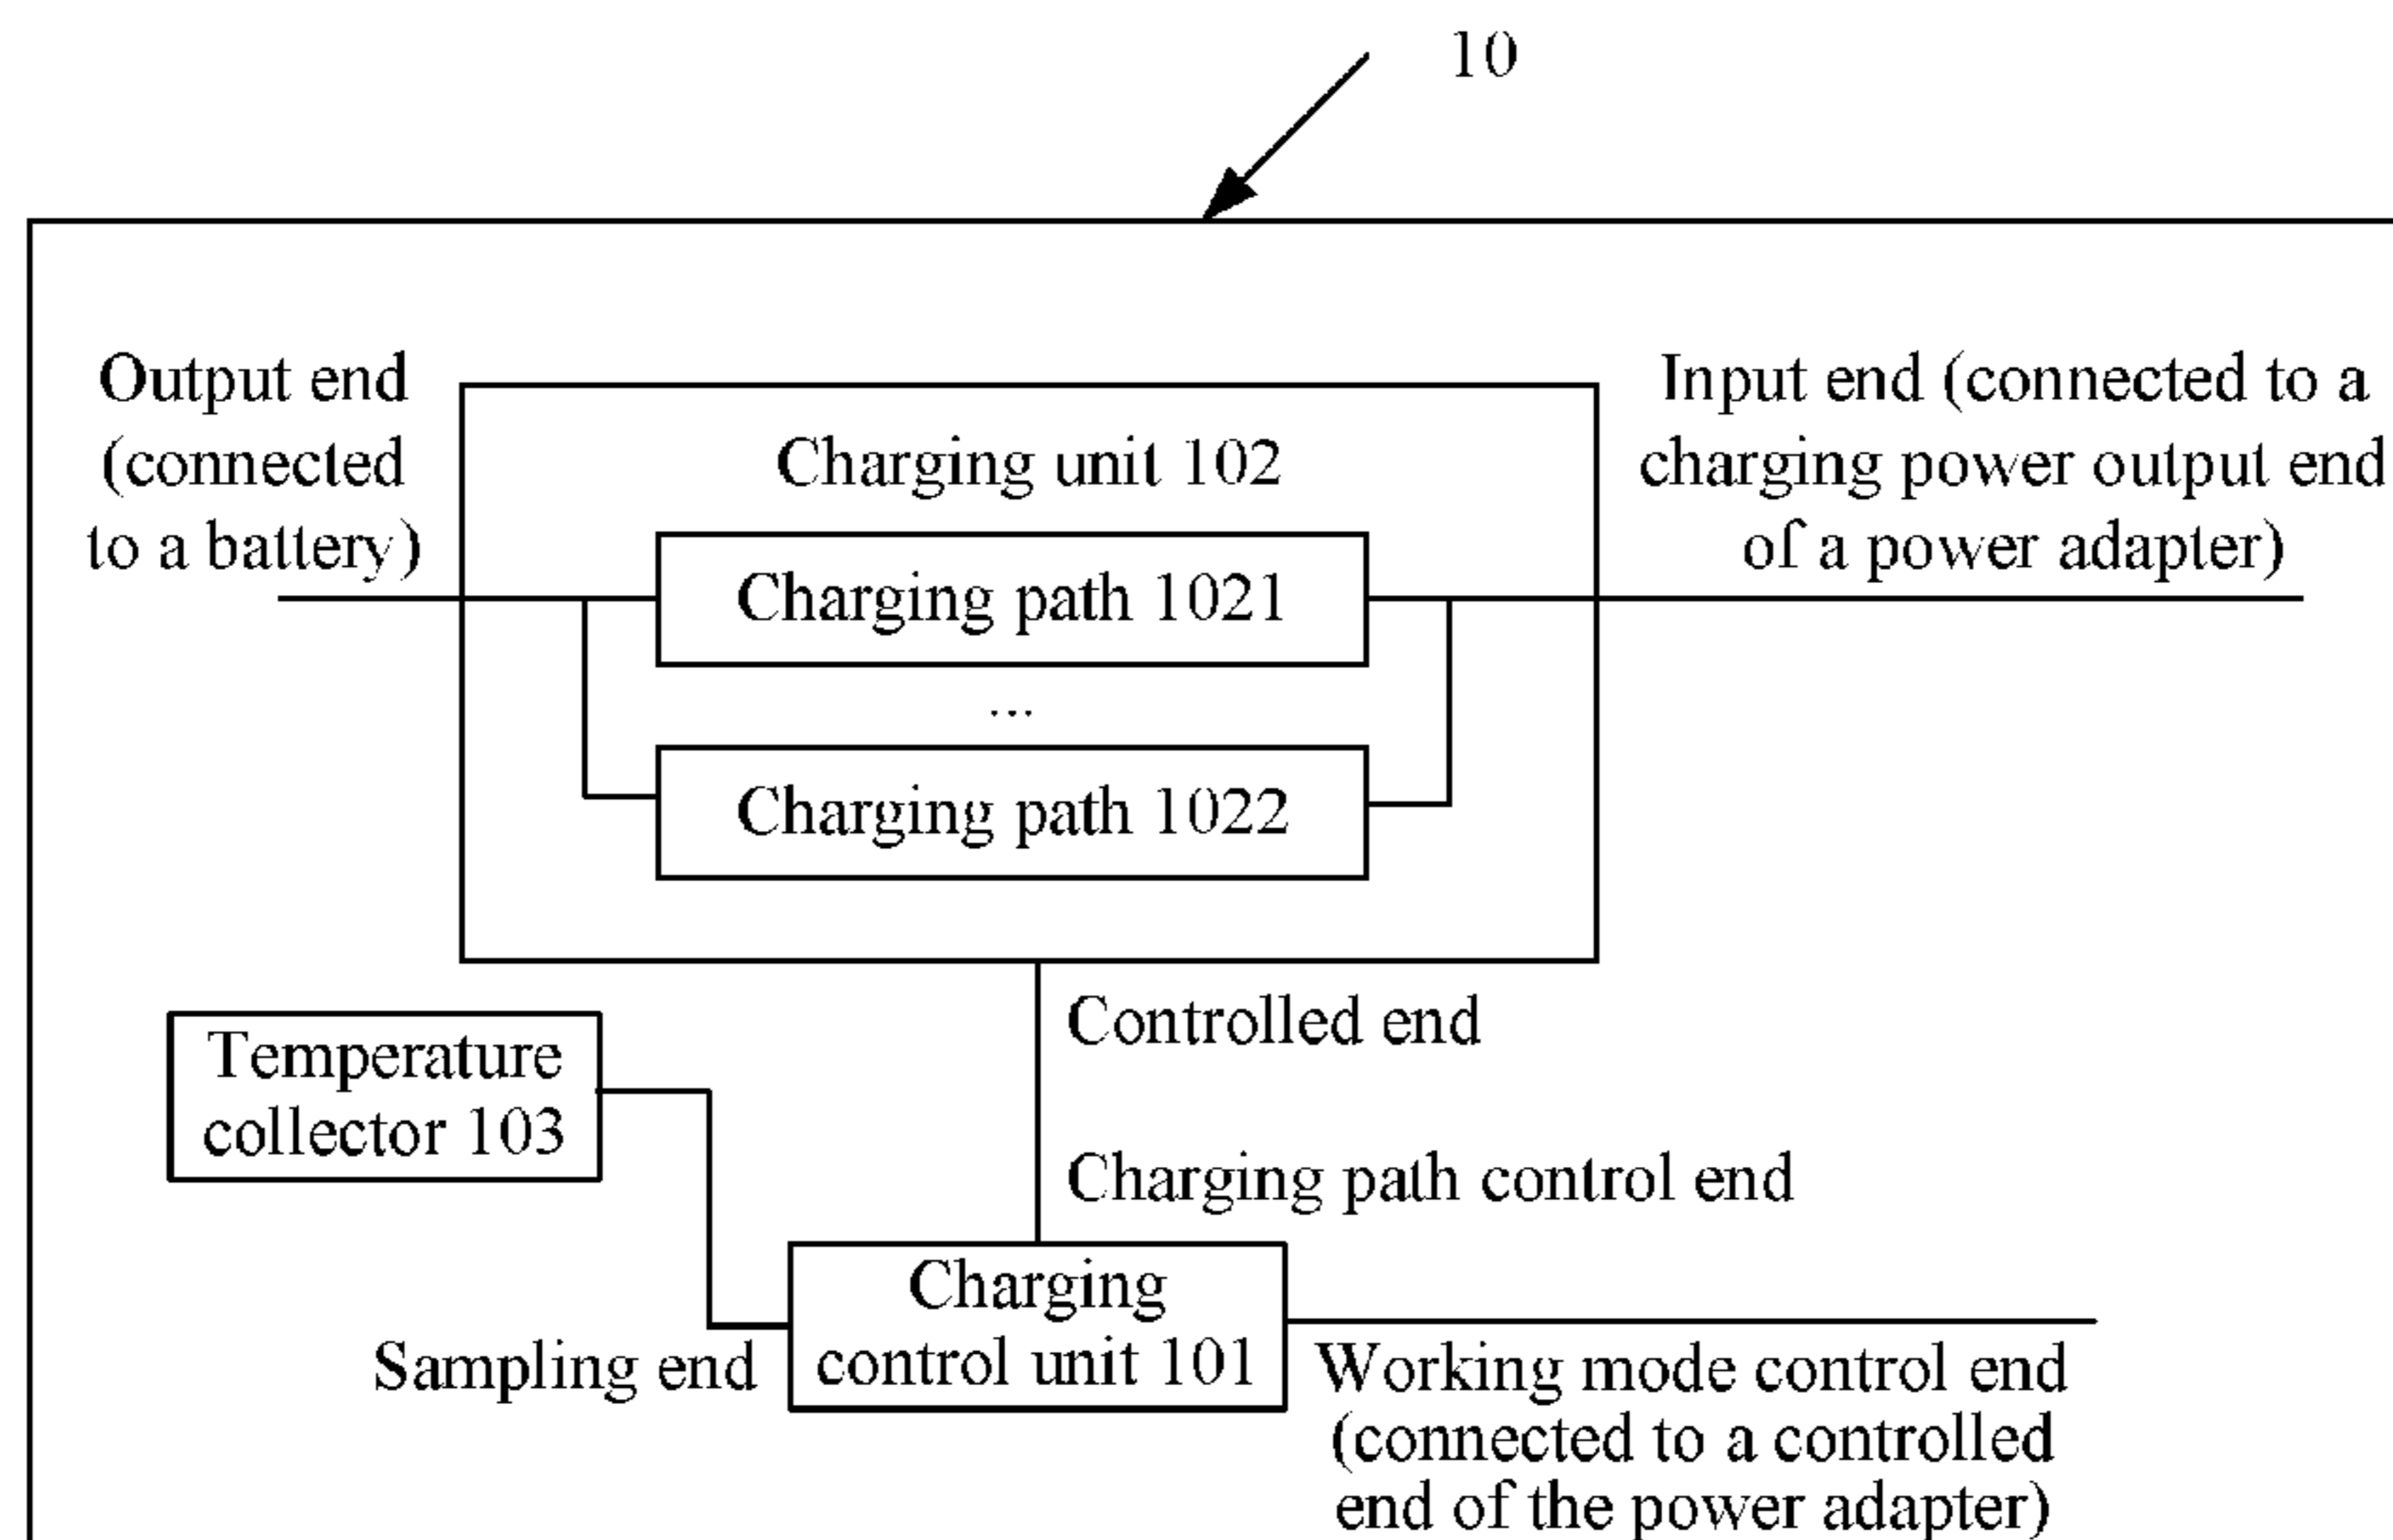 10
Output end
(connected
to a battery)
Charging unit 102
Input end (connected to a
charging power output end
of a power adapter)
Charging path 1021
...
Charging path 1022
Controlled end
Temperature
collector 103
Charging path control end
Charging
control unit 101
Sampling end
Working mode control end
(connected to a controlled
end of the power adapter)